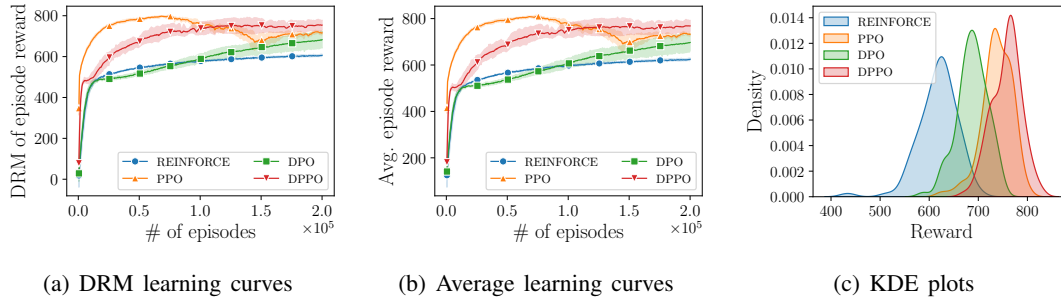 DRM of episode reward
800
600
400
200
0
REINFORCE
PPO
DPO
DPPO
0.0 0.5 1.0 1.5 2.0
# of episodes
×10⁵
(a) DRM learning curves
Avg. episode reward
800
600
400
200
REINFORCE
PPO
DPO
DPPO
0.0 0.5 1.0 1.5 2.0
# of episodes
×10⁵
(b) Average learning curves
Density
0.014
0.012
0.010
0.008
0.006
0.004
0.002
0.000
REINFORCE
PPO
DPO
DPPO
400 500 600 700 800
Reward
(c) KDE plots